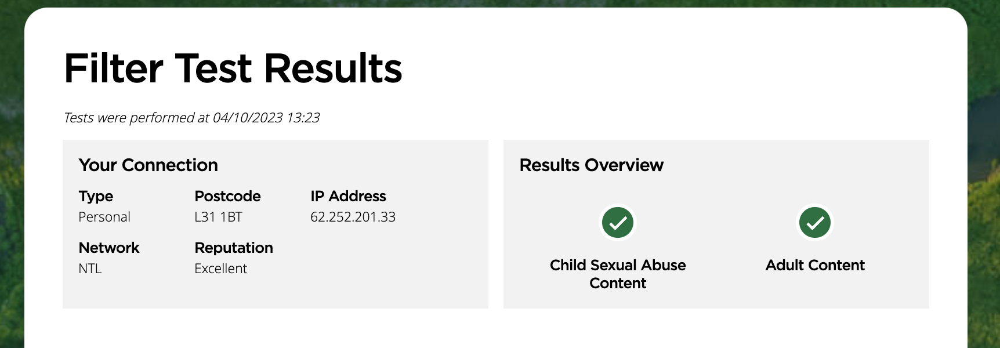 Filter Test Results
Tests were performed at 04/10/2023 13:23
Your Connection
Type
Personal
Postcode
L31 1BT
IP Address
62.252.201.33
Network
NTL
Reputation
Excellent
Results Overview
Child Sexual Abuse
Content
Adult Content